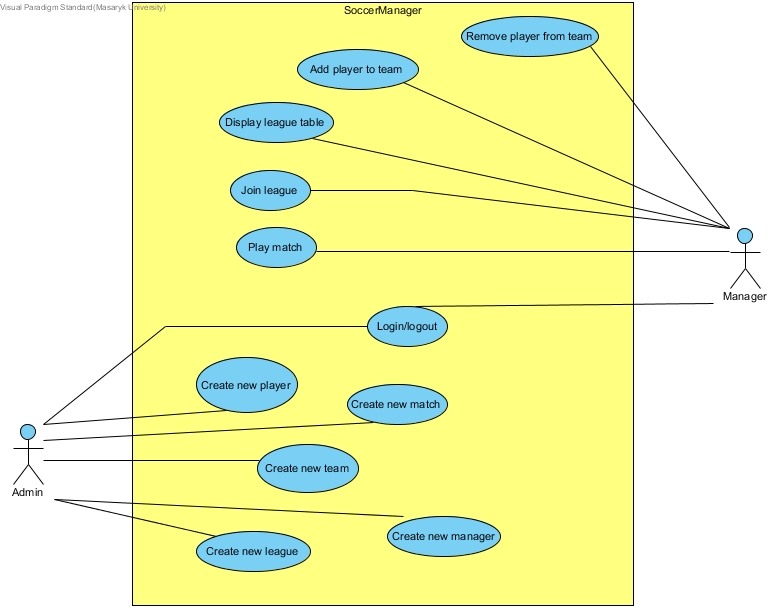 Visual Paradigm Standard(Masaryk University)
SoccerManager
Remove player from team
Add player to team
Display league table
Join league
Play match
Manager
Login/logout
Create new player
Create new match
Create new team
Admin
Create new manager
Create new league